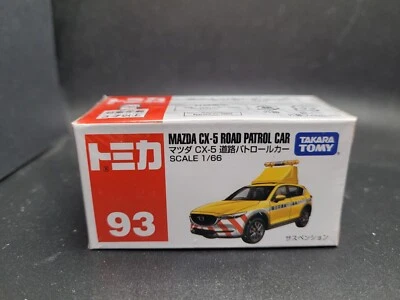 トミカ
93
MAZDA CX-5 ROAD PATROL CAR
マツダ CX-5 道路パトロールカー
SCALE 1/66
TAKARA
TOMY
サスペンション